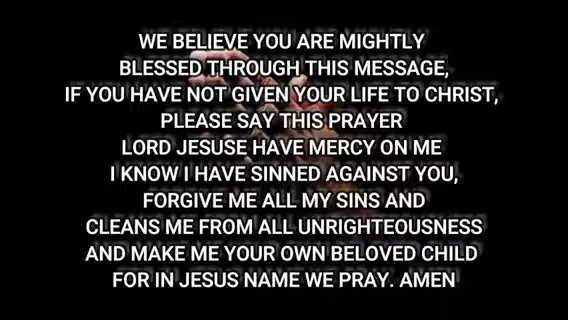 WE BELIEVE YOU ARE MIGHTLY
BLESSED THROUGH THIS MESSAGE,
IF YOU HAVE NOT GIVEN YOUR LIFE TO CHRIST,
PLEASE SAY THIS PRAYER
LORD JESUSE HAVE MERCY ON ME
I KNOW I HAVE SINNED AGAINST YOU,
FORGIVE ME ALL MY SINS AND
CLEANS ME FROM ALL UNRIGHTEOUSNESS
AND MAKE ME YOUR OWN BELOVED CHILD
FOR IN JESUS NAME WE PRAY. AMEN